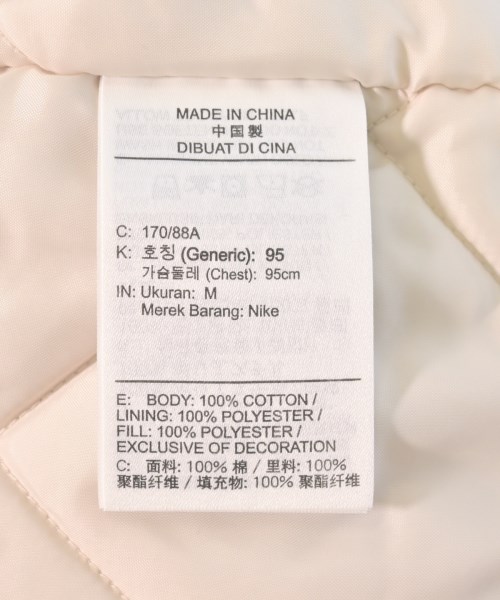 MADE IN CHINA
中国製
DIBUAT DI CINA
C: 170/88A
K: 호칭 (Generic): 95
가슴둘레 (Chest): 95cm
IN: Ukuran: M
Merek Barang: Nike
E: BODY: 100% COTTON /
LINING: 100% POLYESTER /
FILL: 100% POLYESTER /
EXCLUSIVE OF DECORATION
C: 面料: 100% 棉 / 里料: 100%
聚酯纤维 / 填充物: 100% 聚酯纤维